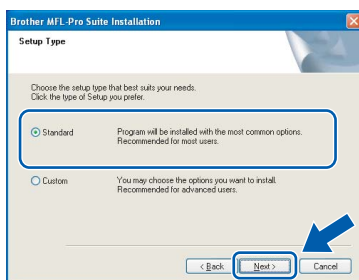 Brother MFL-Pro Suite Installation
Setup Type
Choose the setup type that best suits your needs.
Click the type of Setup you prefer.
Standard
Program will be installed with the most common options.
Recommended for most users.
Custom
You may choose the options you want to install.
Recommended for advanced users.
< Back
Next >
Cancel